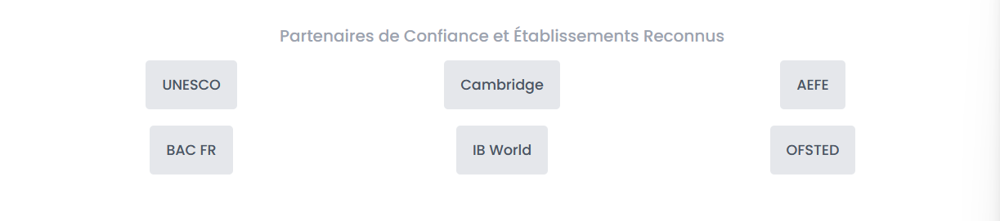 Partenaires de Confiance et Établissements Reconnus
UNESCO
Cambridge
AEFE
BAC FR
IB World
OFSTED